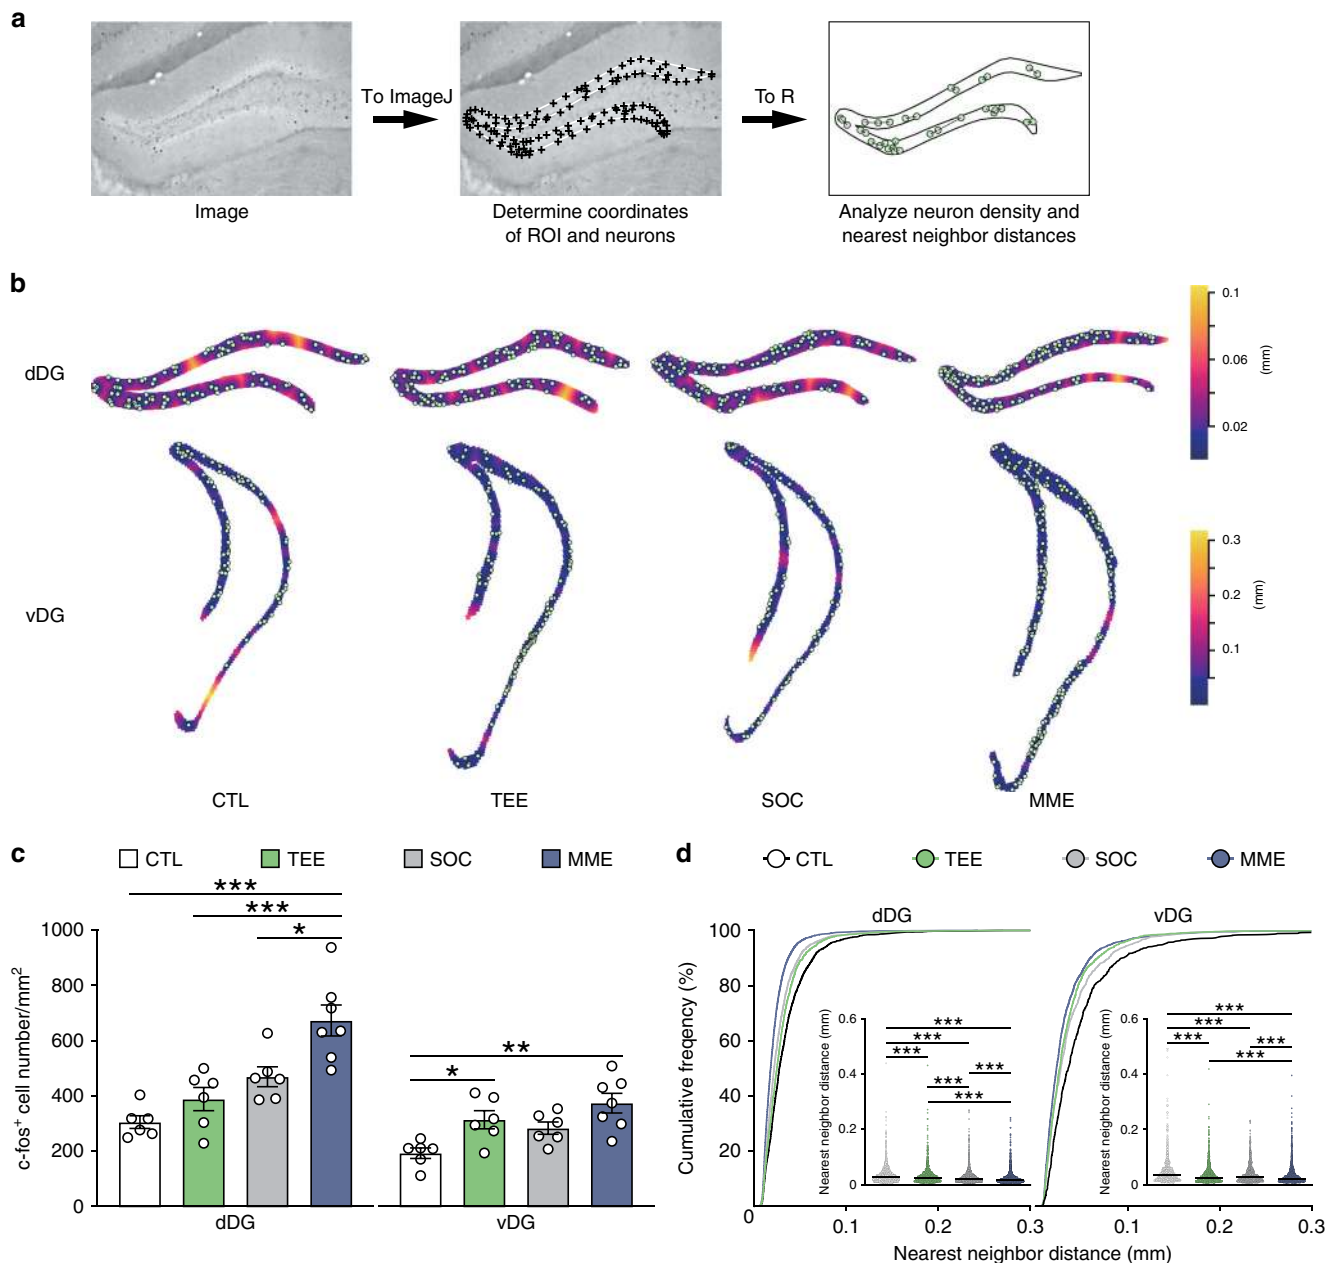 a
To ImageJ
To R
Image
Determine coordinates
of ROI and neurons
Analyze neuron density and
nearest neighbor distances
b
dDG
0.1
0.06
0.02
(mm)
vDG
0.3
0.2
0.1
(mm)
CTL
TEE
SOC
MME
c
CTL
TEE
SOC
MME
***
***
*
**
*
c-fos+ cell number/mm2
1000
800
600
400
200
0
dDG
vDG
d
CTL
TEE
SOC
MME
dDG
vDG
Cumulative freqency (%)
100
80
60
40
20
0
0.1
0.2
0.3
0.1
0.2
0.3
Nearest neighbor distance (mm)
Nearest neighbor distance (mm)
0.6
0.4
0.2
0
***
***
***
***
***
***
Nearest neighbor distance (mm)
0.6
0.4
0.2
0
***
***
***
***
***